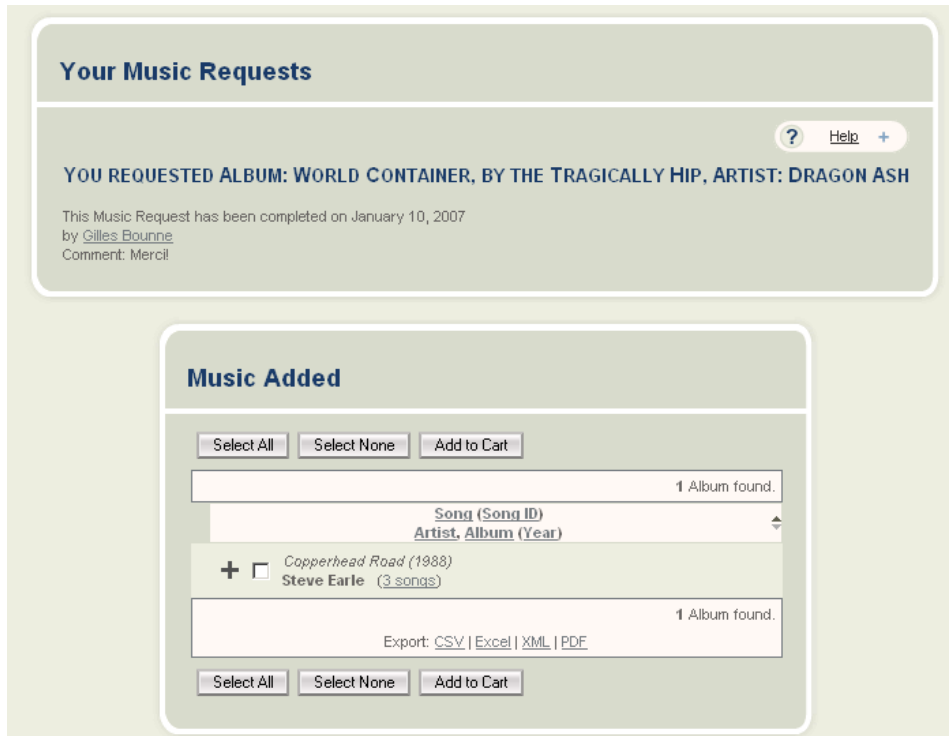 Your Music Requests
? Help +
YOU REQUESTED ALBUM: WORLD CONTAINER, BY THE TRAGICALLY HIP, ARTIST: DRAGON ASH
This Music Request has been completed on January 10, 2007
by Gilles Bounne
Comment: Merci!
Music Added
Select All Select None Add to Cart
1 Album found.
Song (Song ID)
Artist, Album (Year)
Copperhead Road (1988)
Steve Earle (3 songs)
1 Album found.
Export: CSV | Excel | XML | PDF
Select All Select None Add to Cart